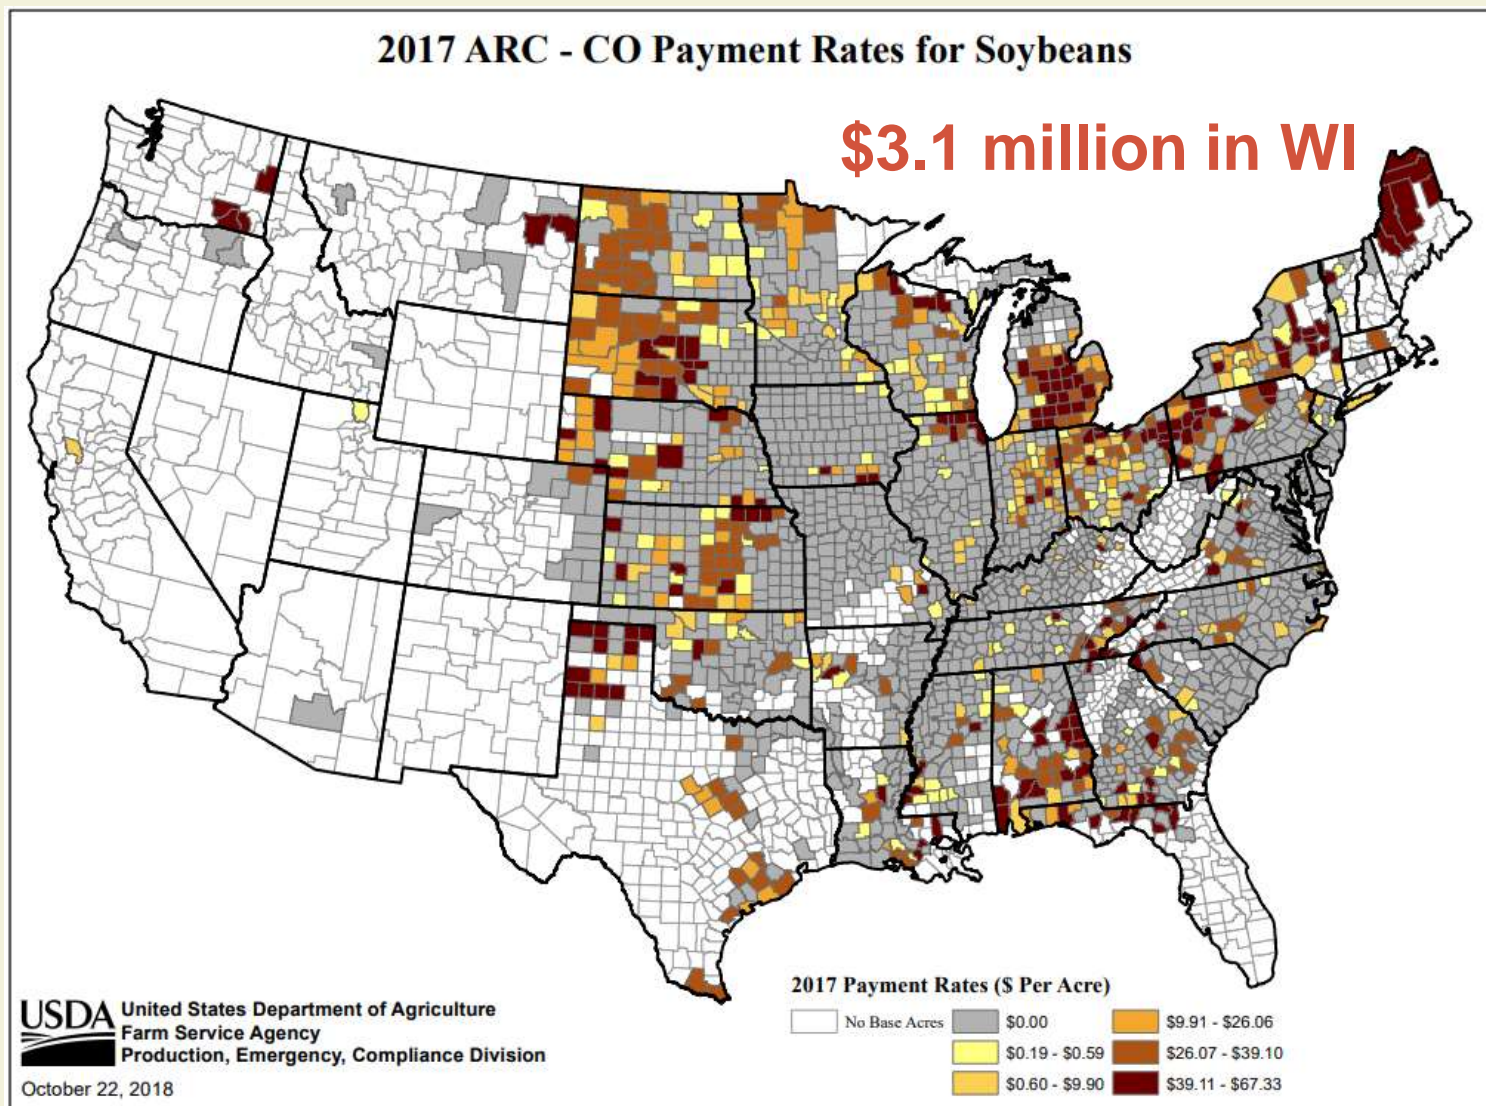 2017 ARC - CO Payment Rates for Soybeans
$3.1 million in WI
2017 Payment Rates ($ Per Acre)
No Base Acres
$0.00
$9.91 - $26.06
$0.19 - $0.59
$26.07 - $39.10
$0.60 - $9.90
$39.11 - $67.33
USDA
United States Department of Agriculture
Farm Service Agency
Production, Emergency, Compliance Division
October 22, 2018